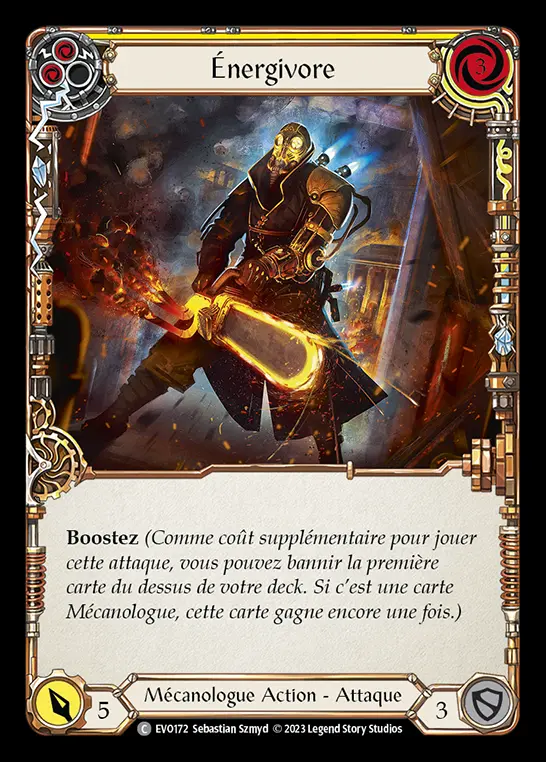 Énergivore
3
Boostez (Comme coût supplémentaire pour jouer
cette attaque, vous pouvez bannir la première
carte du dessus de votre deck. Si c'est une carte
Mécanologue, cette carte gagne encore une fois.)
5
Mécanologue Action - Attaque
3
C EVO172 Sebastian Szmyd © 2023 Legend Story Studios